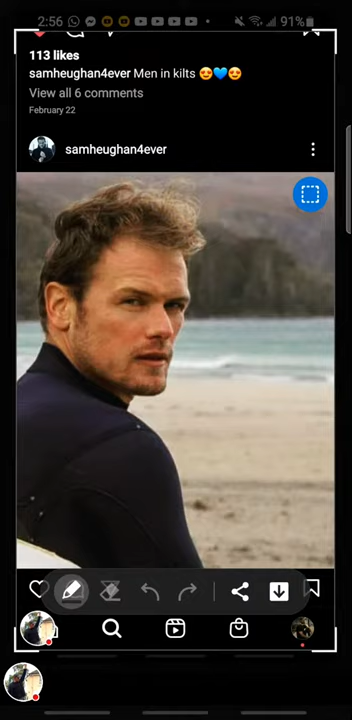 2:56
91%
113 likes
samheughan4ever Men in kilts 😍💙😍
View all 6 comments
February 22
samheughan4ever